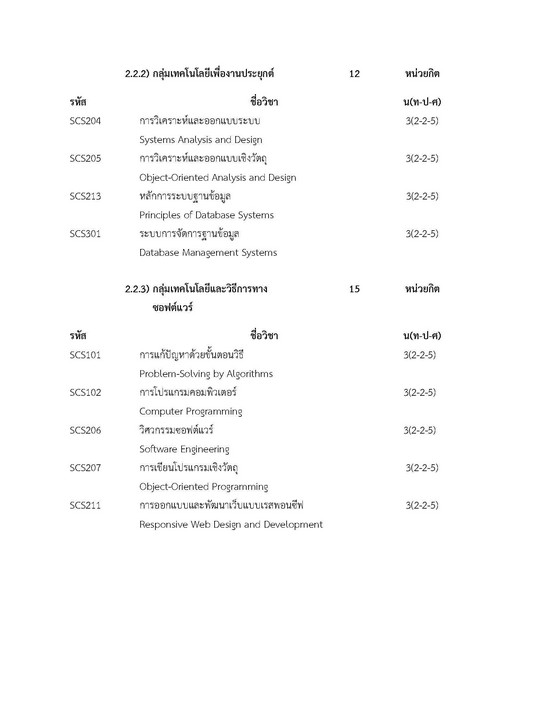 2.2.2) กลุ่มเทคโนโลยีเพื่องานประยุกต์ 12 หน่วยกิต
รหัส ชื่อวิชา น(ท-ป-ศ)
SCS204 การวิเคราะห์และออกแบบระบบ 3(2-2-5)
Systems Analysis and Design
SCS205 การวิเคราะห์และออกแบบเชิงวัตถุ 3(2-2-5)
Object-Oriented Analysis and Design
SCS213 หลักการระบบฐานข้อมูล 3(2-2-5)
Principles of Database Systems
SCS301 ระบบการจัดการฐานข้อมูล 3(2-2-5)
Database Management Systems
2.2.3) กลุ่มเทคโนโลยีและวิธีการทาง 15 หน่วยกิต
ซอฟต์แวร์
รหัส ชื่อวิชา น(ท-ป-ศ)
SCS101 การแก้ปัญหาด้วยขั้นตอนวิธี 3(2-2-5)
Problem-Solving by Algorithms
SCS102 การโปรแกรมคอมพิวเตอร์ 3(2-2-5)
Computer Programming
SCS206 วิศวกรรมซอฟต์แวร์ 3(2-2-5)
Software Engineering
SCS207 การเขียนโปรแกรมเชิงวัตถุ 3(2-2-5)
Object-Oriented Programming
SCS211 การออกแบบและพัฒนาเว็บแบบเรสพอนซีฟ 3(2-2-5)
Responsive Web Design and Development